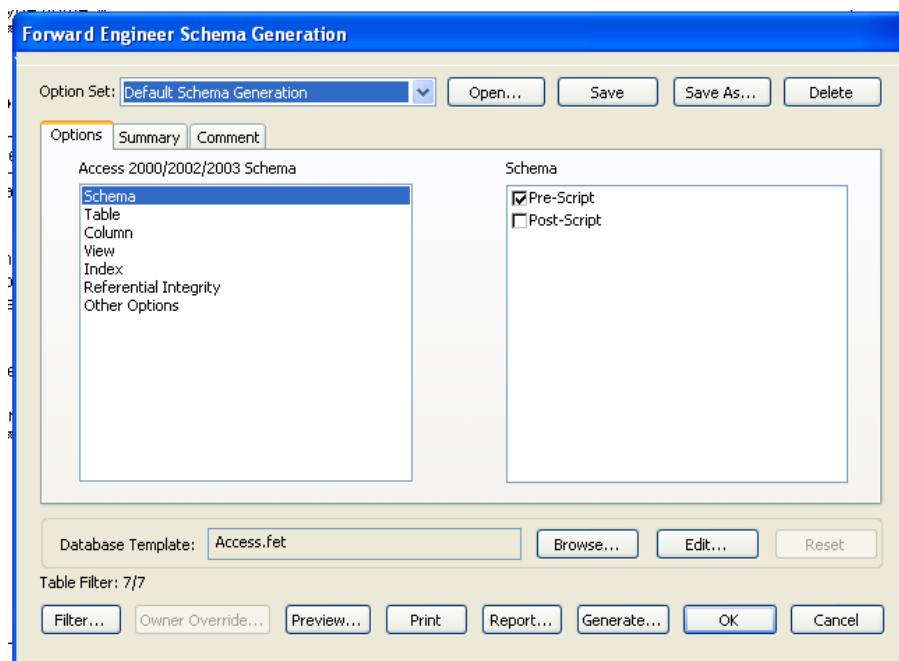 Forward Engineer Schema Generation
Option Set: Default Schema Generation Open... Save Save As... Delete
Options Summary Comment
Access 2000/2002/2003 Schema Schema
Schema Pre-Script
Table Post-Script
Column
View
Index
Referential Integrity
Other Options
Database Template: Access.fet Browse... Edit... Reset
Table Filter: 7/7
Filter... Owner Override... Preview... Print Report... Generate... OK Cancel